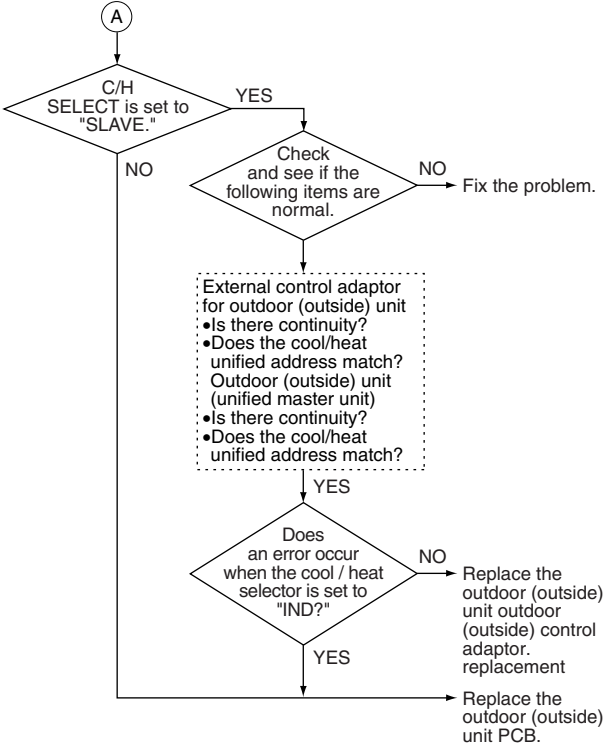 A
C/H
SELECT is set to
"SLAVE."
YES
NO
Check
and see if the
following items are
normal.
NO
Fix the problem.
External control adaptor
for outdoor (outside) unit
•Is there continuity?
•Does the cool/heat
unified address match?
Outdoor (outside) unit
(unified master unit)
•Is there continuity?
•Does the cool/heat
unified address match?
YES
Does
an error occur
when the cool / heat
selector is set to
"IND?"
NO
Replace the
outdoor (outside)
unit outdoor
(outside) control
adaptor.
replacement
YES
Replace the
outdoor (outside)
unit PCB.